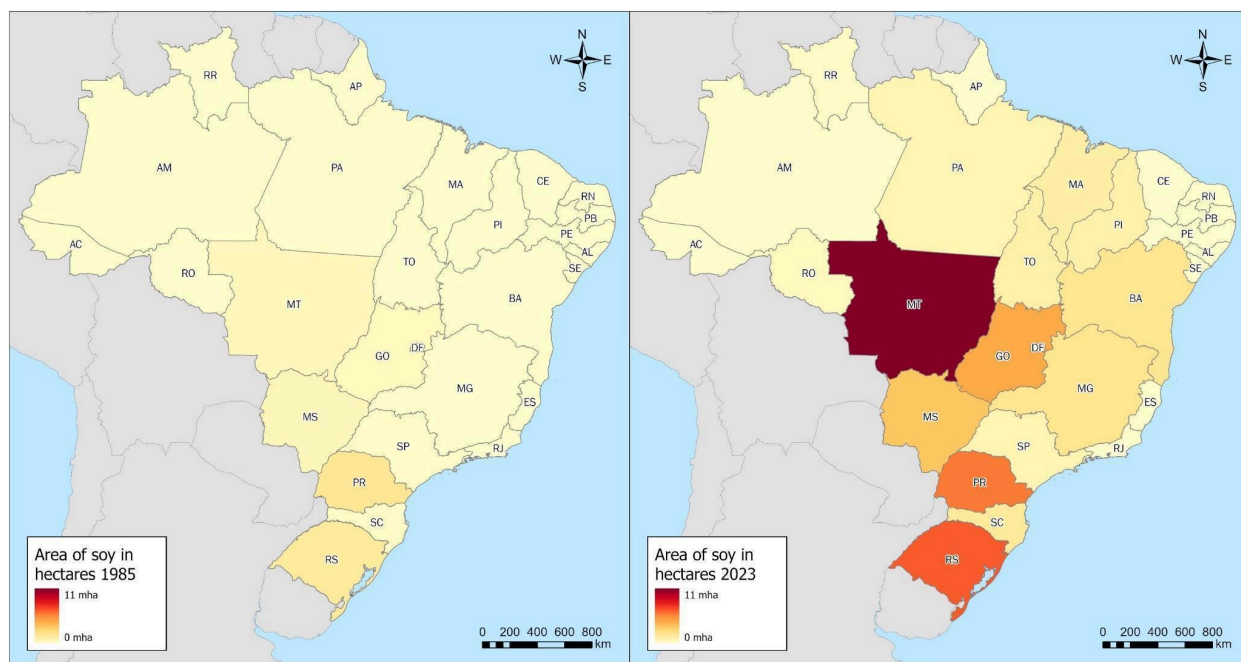 N
W E
S
RR
AP
AM
PA
MA
CE
RN
PB
PE
PI
AL
SE
AC
RO
TO
BA
MT
GO
DF
MG
ES
MS
SP
RJ
PR
SC
RS
Area of soy in
hectares 1985
11 mha
0 mha
0 200 400 600 800
km
N
W E
S
RR
AP
AM
PA
MA
CE
RN
PB
PE
PI
AL
SE
AC
RO
TO
BA
MT
GO
DF
MG
ES
MS
SP
RJ
PR
SC
RS
Area of soy in
hectares 2023
11 mha
0 mha
0 200 400 600 800
km